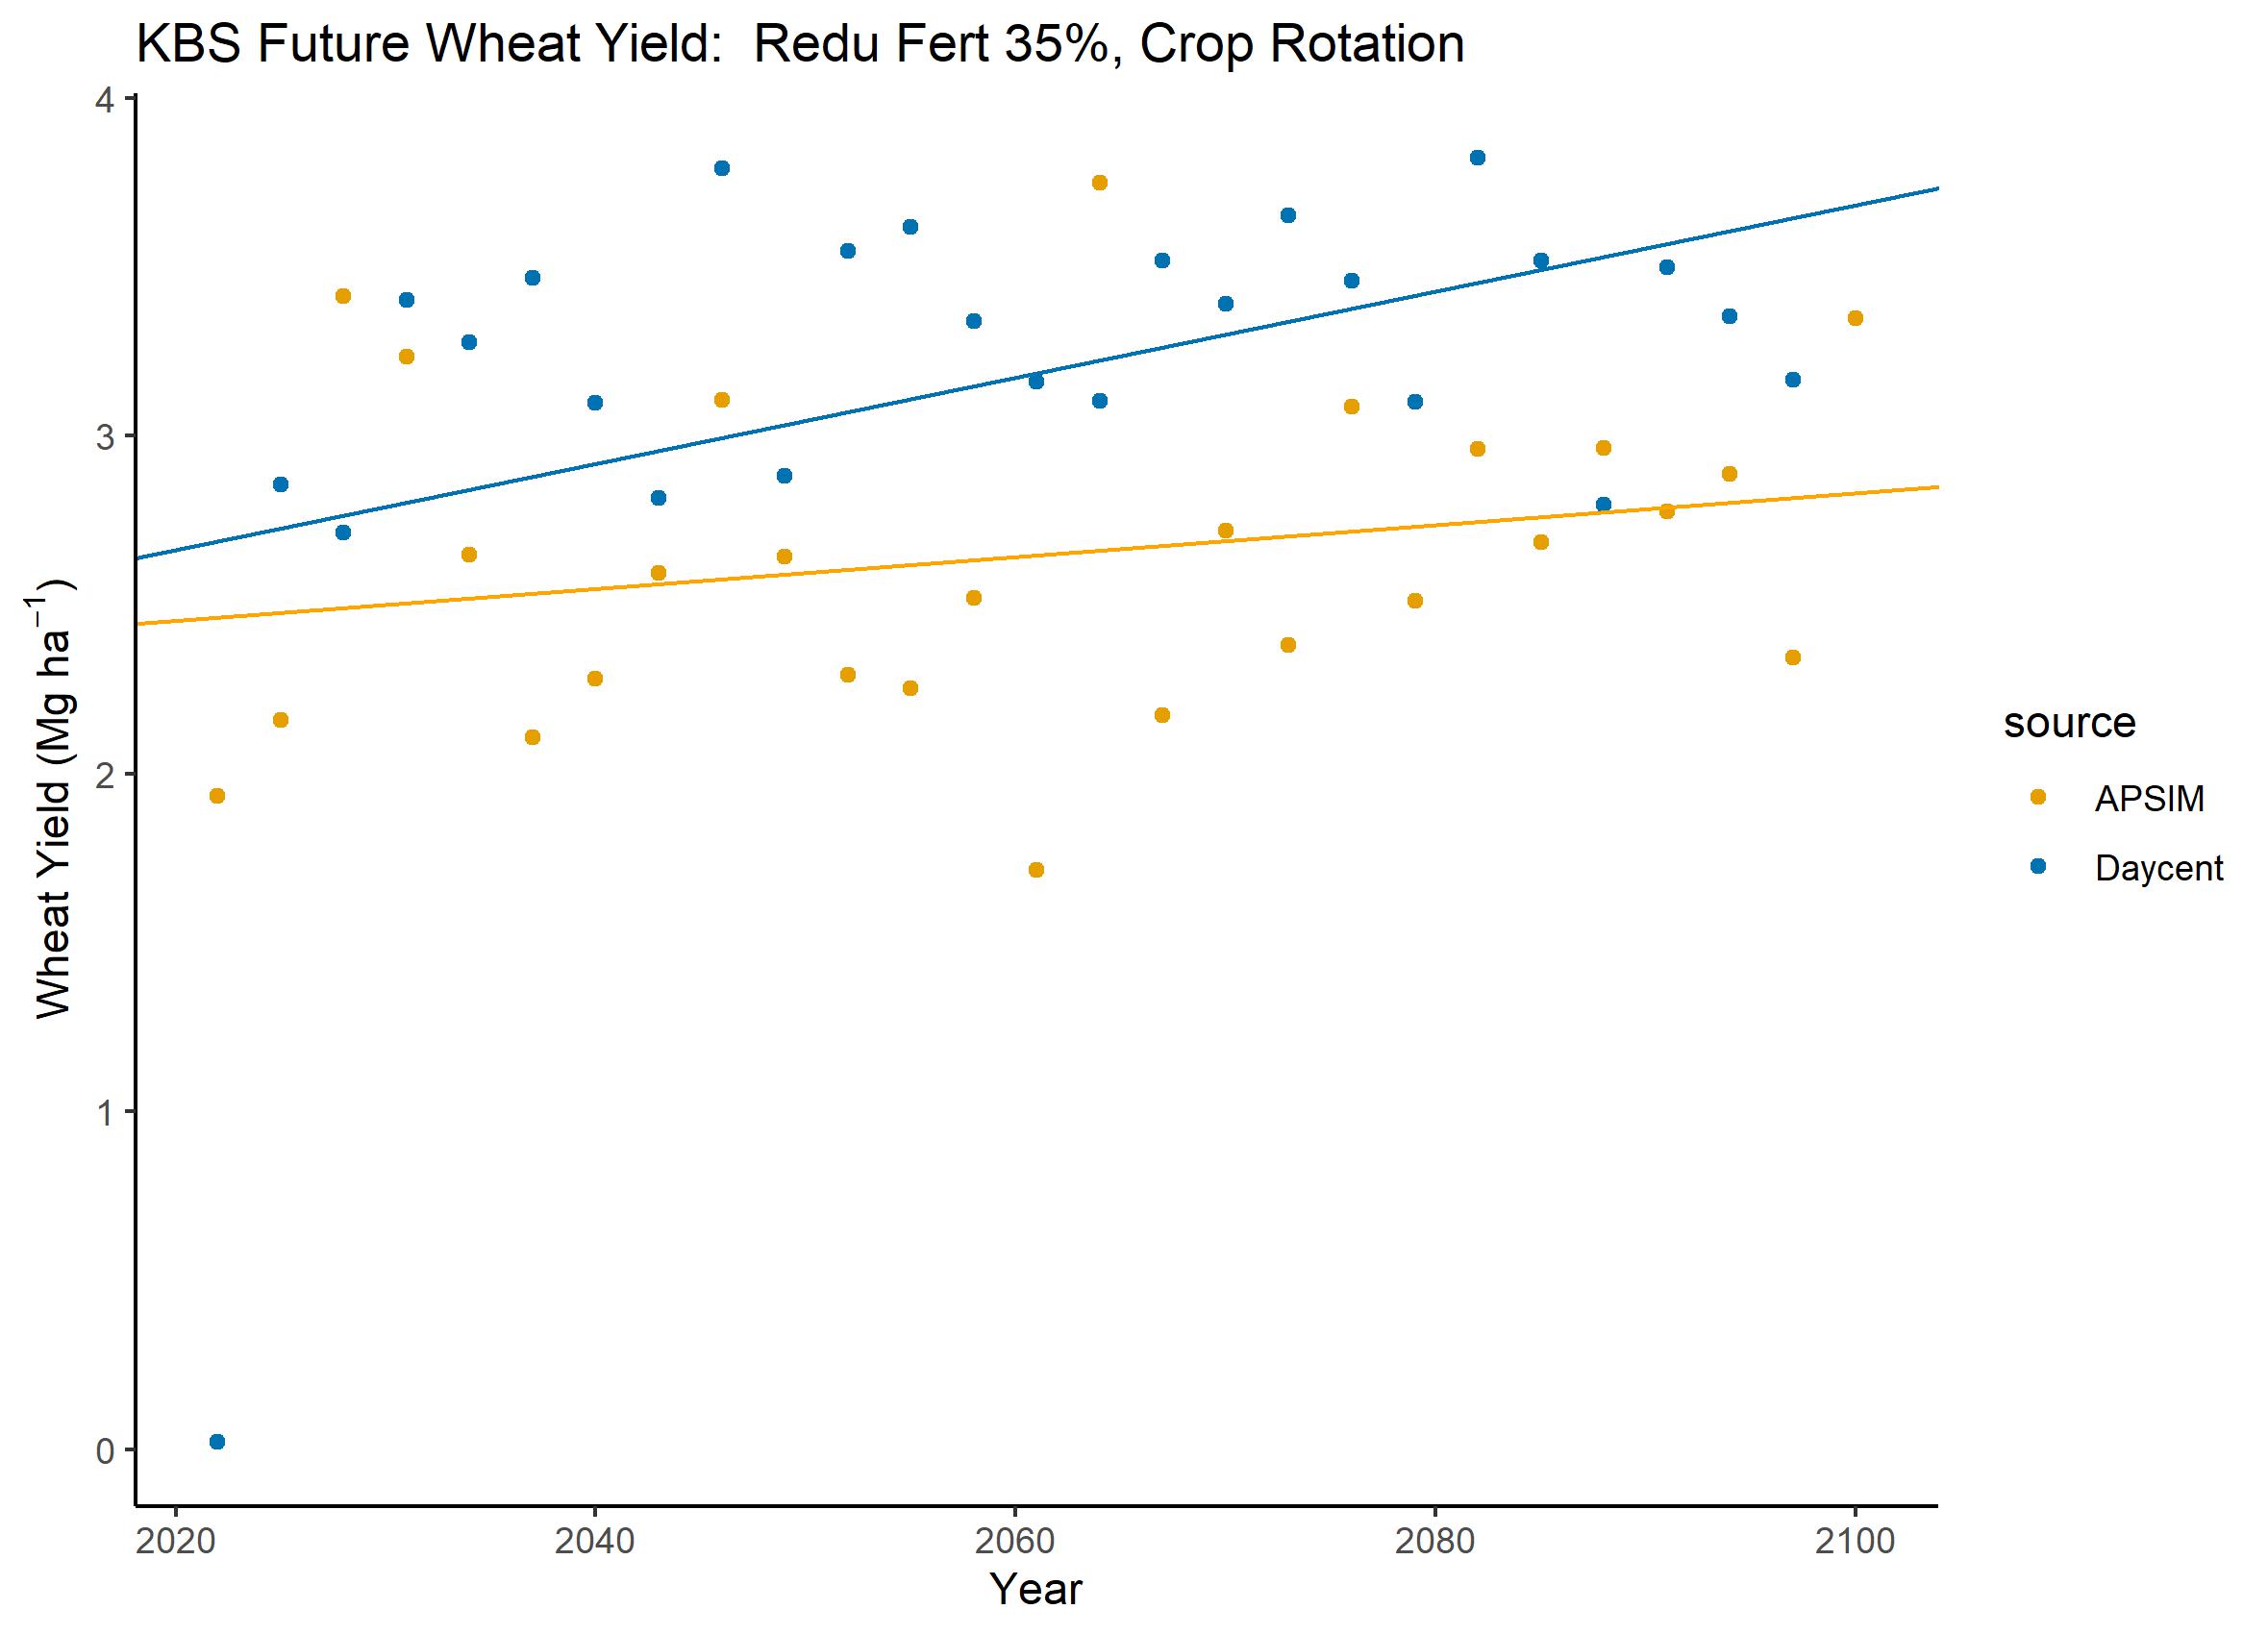 KBS Future Wheat Yield:  Redu Fert 35%, Crop Rotation
4
3
2
1
0
Wheat Yield (Mg ha⁻¹)
2020 2040 2060 2080 2100
Year
source
APSIM
Daycent